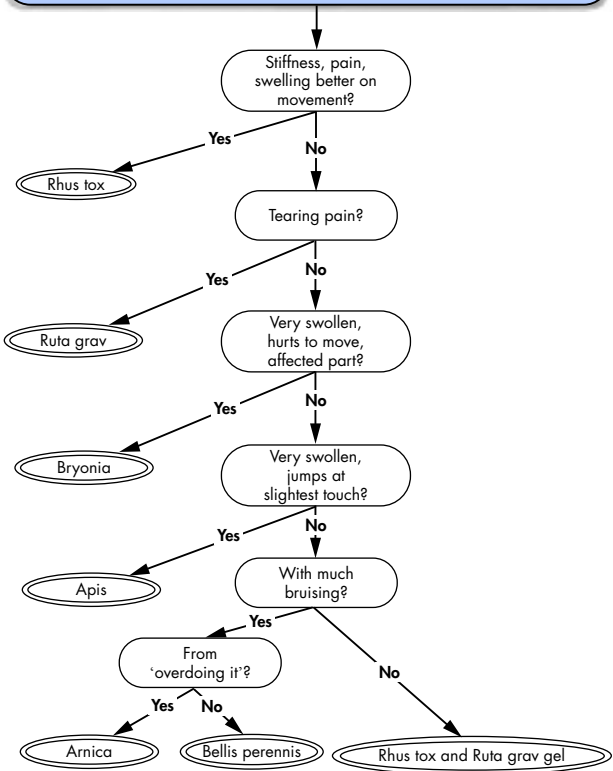 Stiffness, pain,
swelling better on
movement?
Yes
No
Rhus tox
Tearing pain?
Yes
No
Ruta grav
Very swollen,
hurts to move,
affected part?
Yes
No
Bryonia
Very swollen,
jumps at
slightest touch?
Yes
No
Apis
With much
bruising?
Yes
No
From
‘overdoing it’?
Yes
No
Arnica
Bellis perennis
Rhus tox and Ruta grav gel